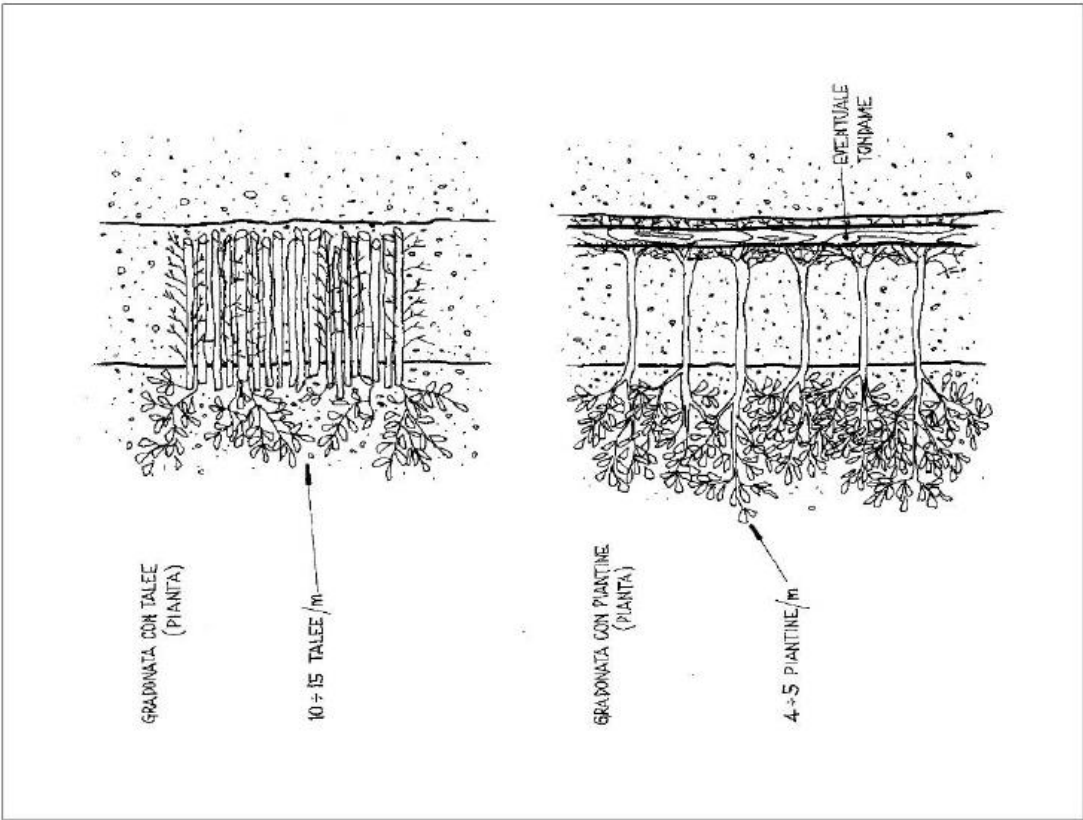 GRADONATA CON TALEE
(PIANTA)
10÷15 TALEE/m
GRADONATA CON PIANTINE
(PIANTA)
4÷5 PIANTINE/m
EVENTUALE
TONDAME